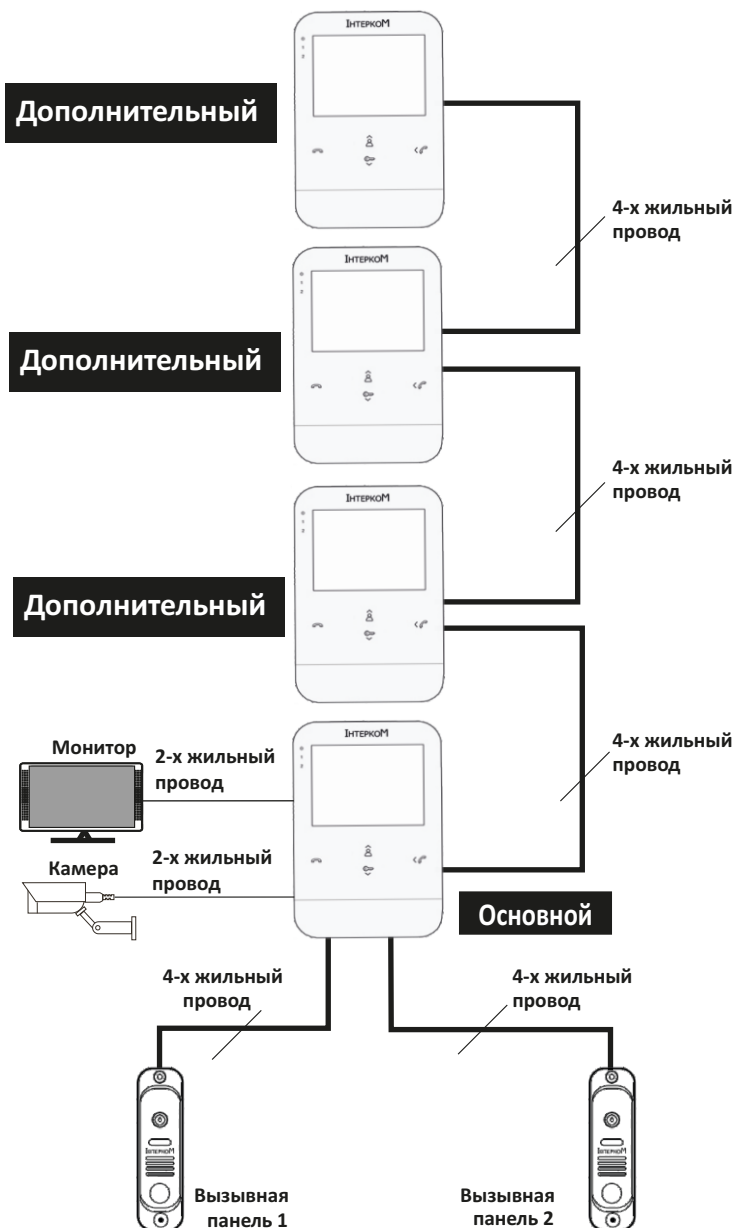 ІНТЕРКОМ
Дополнительный
4-х жильный
провод
ІНТЕРКОМ
Дополнительный
4-х жильный
провод
ІНТЕРКОМ
Дополнительный
ІНТЕРКОМ
4-х жильный
провод
Монитор
2-х жильный
провод
Камера
2-х жильный
провод
Основной
4-х жильный
провод
4-х жильный
провод
ІНТЕРКОМ
ІНТЕРКОМ
Вызывная
панель 1
Вызывная
панель 2